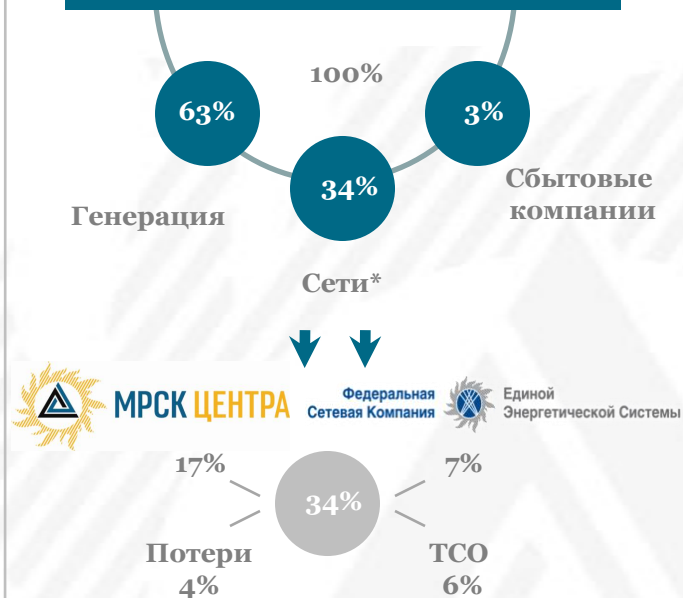 100%
63%
3%
34%
Сбытовые
компании
Генерация
Сети*
МРСК ЦЕНТРА
Федеральная
Сетевая Компания
Единой
Энергетической Системы
17%
7%
34%
Потери
4%
ТСО
6%